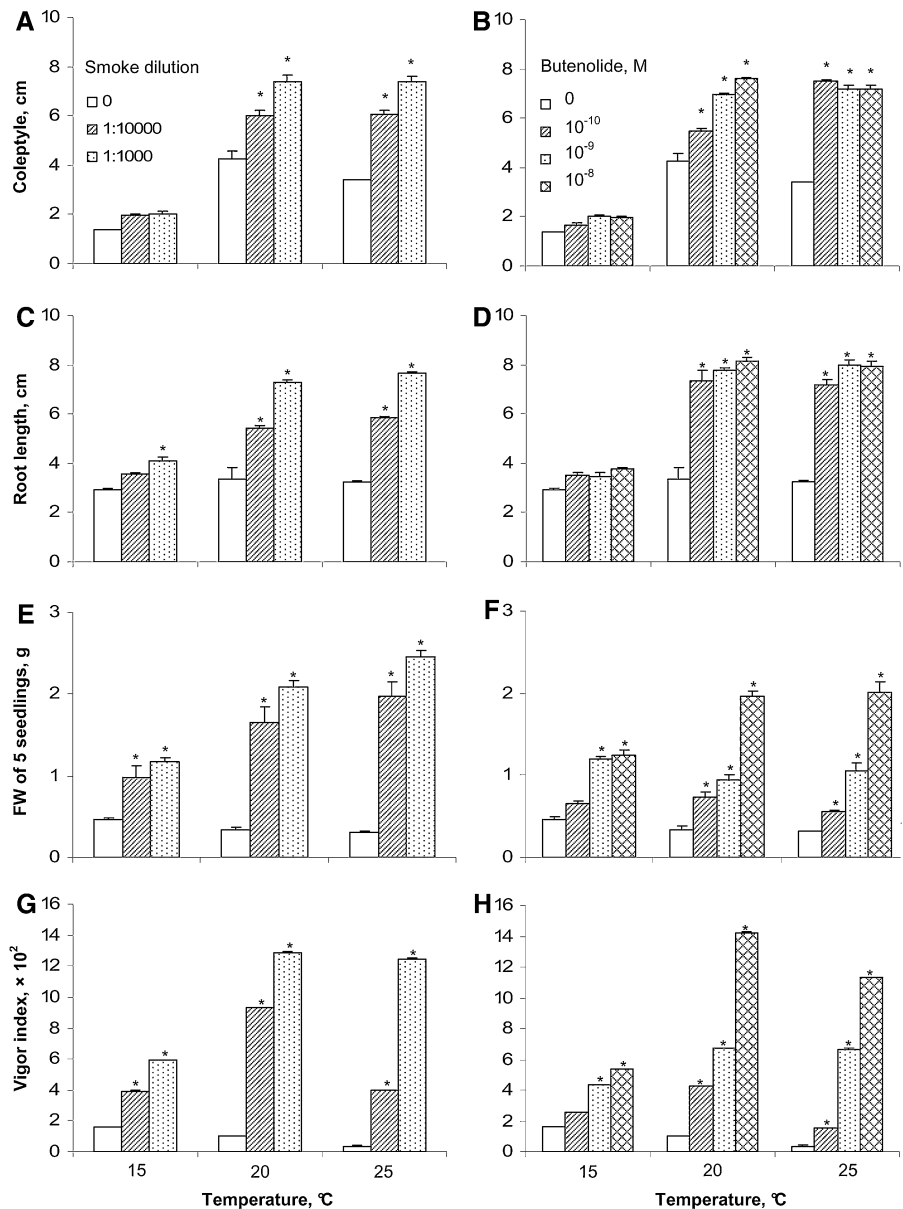 A
Coleptyle, cm
10
8
6
4
2
0
Smoke dilution
0
1:10000
1:1000
* * * *
B
10
8
6
4
2
0
Butenolide, M
0
10⁻¹⁰
10⁻⁹
10⁻⁸
* * * * * *
C
Root length, cm
10
8
6
4
2
0
* * * * *
D
10
8
6
4
2
0
* * * * * *
E
FW of 5 seedlings, g
3
2
1
0
* * * * * *
F
3
2
1
0
* * * * * * * *
G
Vigor index, × 10²
16
14
12
10
8
6
4
2
0
* * * * * *
15 20 25
Temperature, °C
H
16
14
12
10
8
6
4
2
0
* * * * * * * *
15 20 25
Temperature, °C